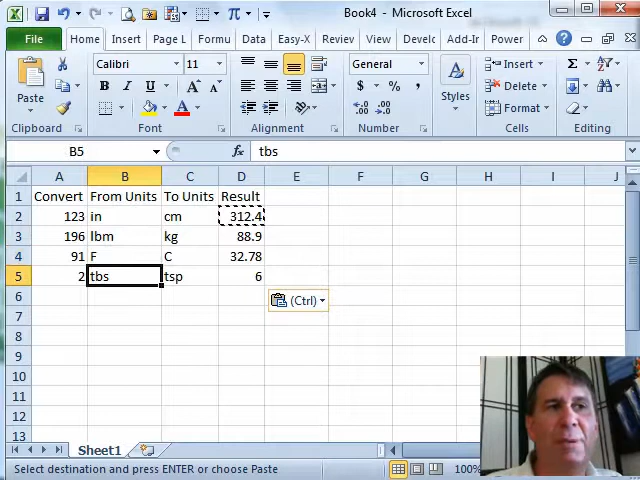 Book4 - Microsoft Excel
File Home Insert Page L Formu Data Review View Develc Add-Ir Power
Calibri 11 General Insert
Paste B I U A A $ % , Styles Delete
.00 .00 Format
Clipboard Font Alignment Number Cells Editing
B5 fx tbs
A B C D E F G H I J
1 Convert From Units To Units Result
2 123 in cm 312.4
3 196 lbm kg 88.9
4 91 F C 32.78
5 2 tbs tsp 6
6 (Ctrl)
7
8
9
10
11
12
13
Sheet1
Select destination and press ENTER or choose Paste 100%